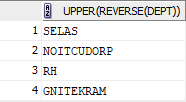 UPPER(REVERSE(DEPT))
1 SELAS
2 NOITCUDORP
3 RH
4 GNITEKRAM